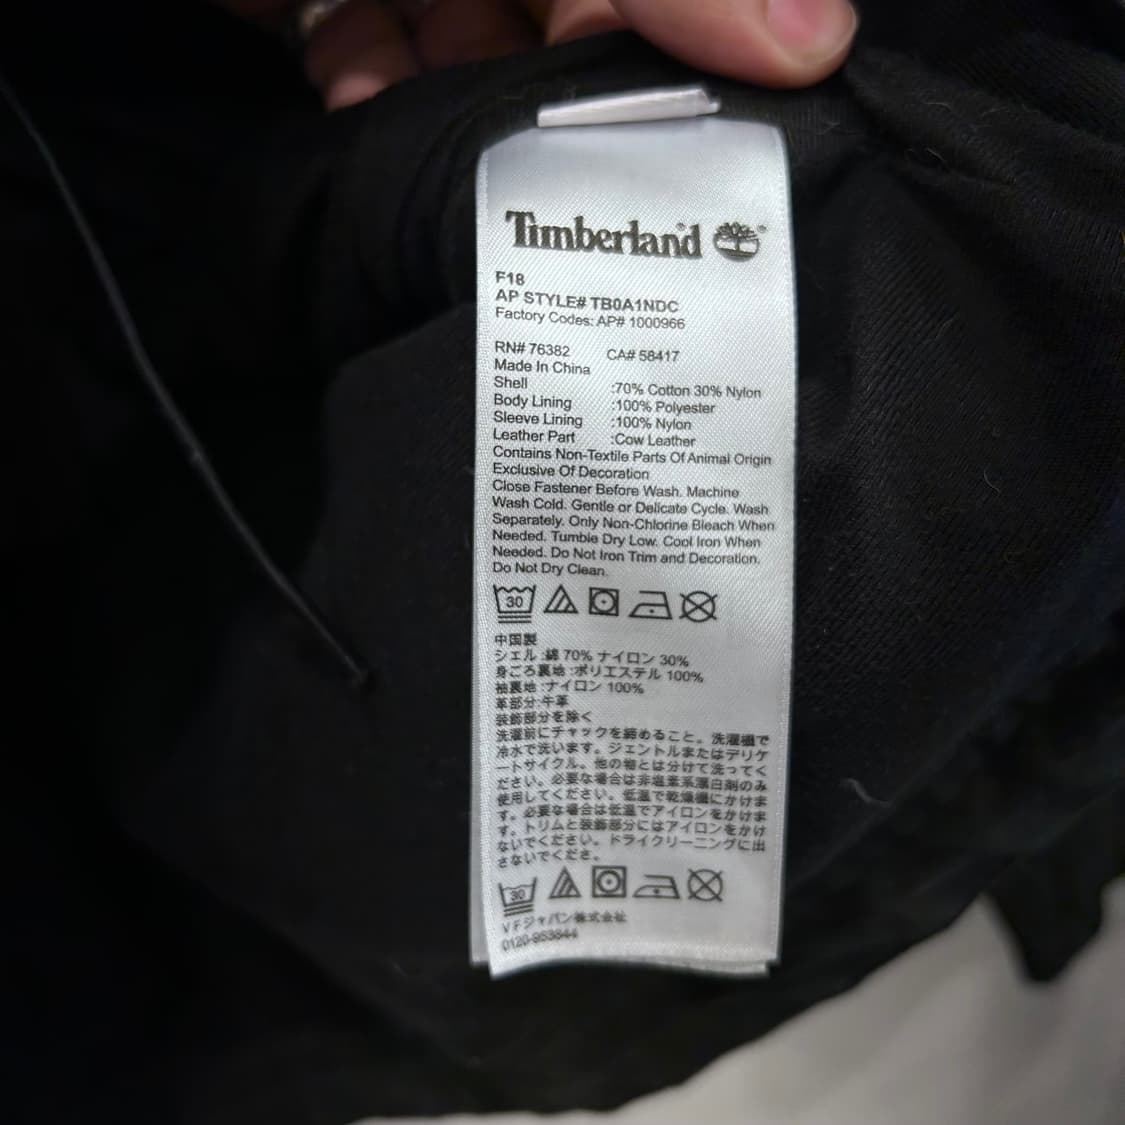 Timberland
F18
AP STYLE# TB0A1NDC
Factory Codes: AP# 1000966
RN# 76382 CA# 58417
Made In China
Shell :70% Cotton 30% Nylon
Body Lining :100% Polyester
Sleeve Lining :100% Nylon
Leather Part :Cow Leather
Contains Non-Textile Parts Of Animal Origin
Exclusive Of Decoration
Close Fastener Before Wash. Machine
Wash Cold. Gentle or Delicate Cycle. Wash
Separately. Only Non-Chlorine Bleach When
Needed. Tumble Dry Low. Cool Iron When
Needed. Do Not Iron Trim and Decoration.
Do Not Dry Clean.
30
中国製
シェル :綿 70% ナイロン 30%
身ごろ裏地 :ポリエステル 100%
袖裏地 :ナイロン 100%
革部分:牛革
装飾部分を除く
洗濯前にチャックを締めること。洗濯機で
冷水で洗います。ジェントルまたはデリケ
ートサイクル。他の物とは分けて洗ってく
ださい。必要な場合は非塩素系漂白剤のみ
使用してください。低温で乾燥機にかけま
す。必要な場合は低温でアイロンをかけま
す。トリムと装飾部分にはアイロンをかけ
ないでください。ドライクリーニングに出
さないでくださ。
30
VFジャパン株式会社
0120-953844